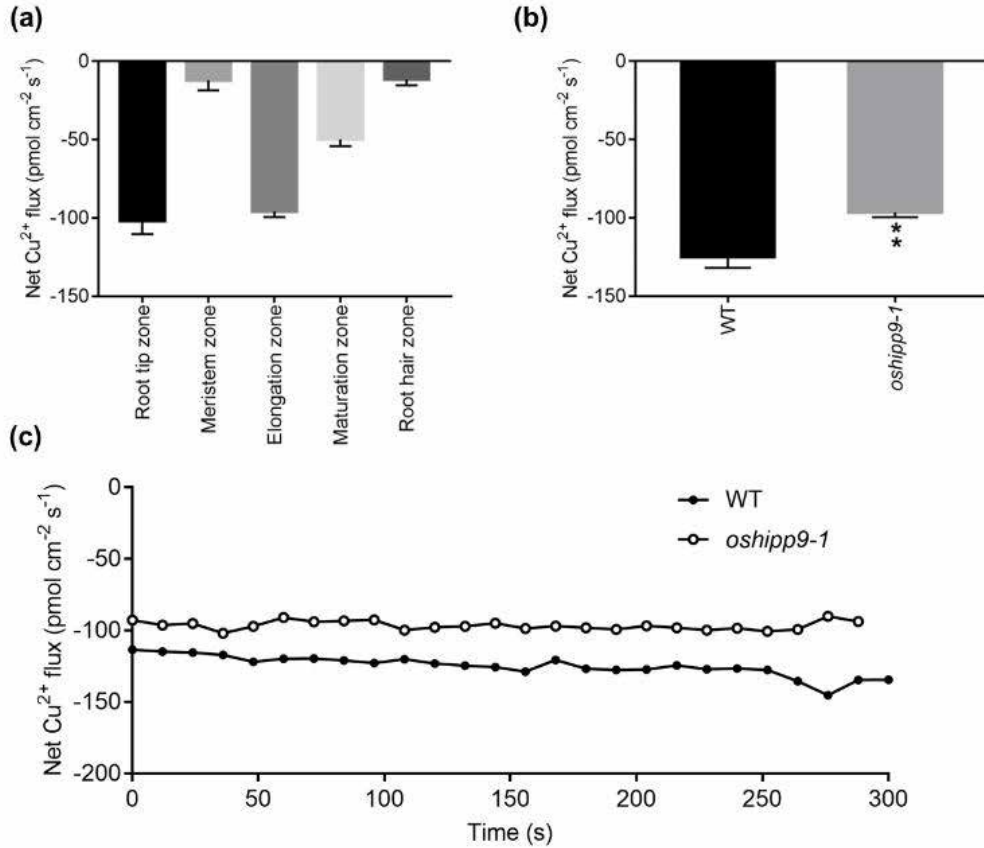 (a)
Net Cu²⁺ flux (pmol cm⁻² s⁻¹)
0
-50
-100
-150
Root tip zone
Meristem zone
Elongation zone
Maturation zone
Root hair zone
(b)
Net Cu²⁺ flux (pmol cm⁻² s⁻¹)
0
-50
-100
-150
**
WT
oshipp9-1
(c)
Net Cu²⁺ flux (pmol cm⁻² s⁻¹)
0
-50
-100
-150
-200
WT
oshipp9-1
0 50 100 150 200 250 300
Time (s)